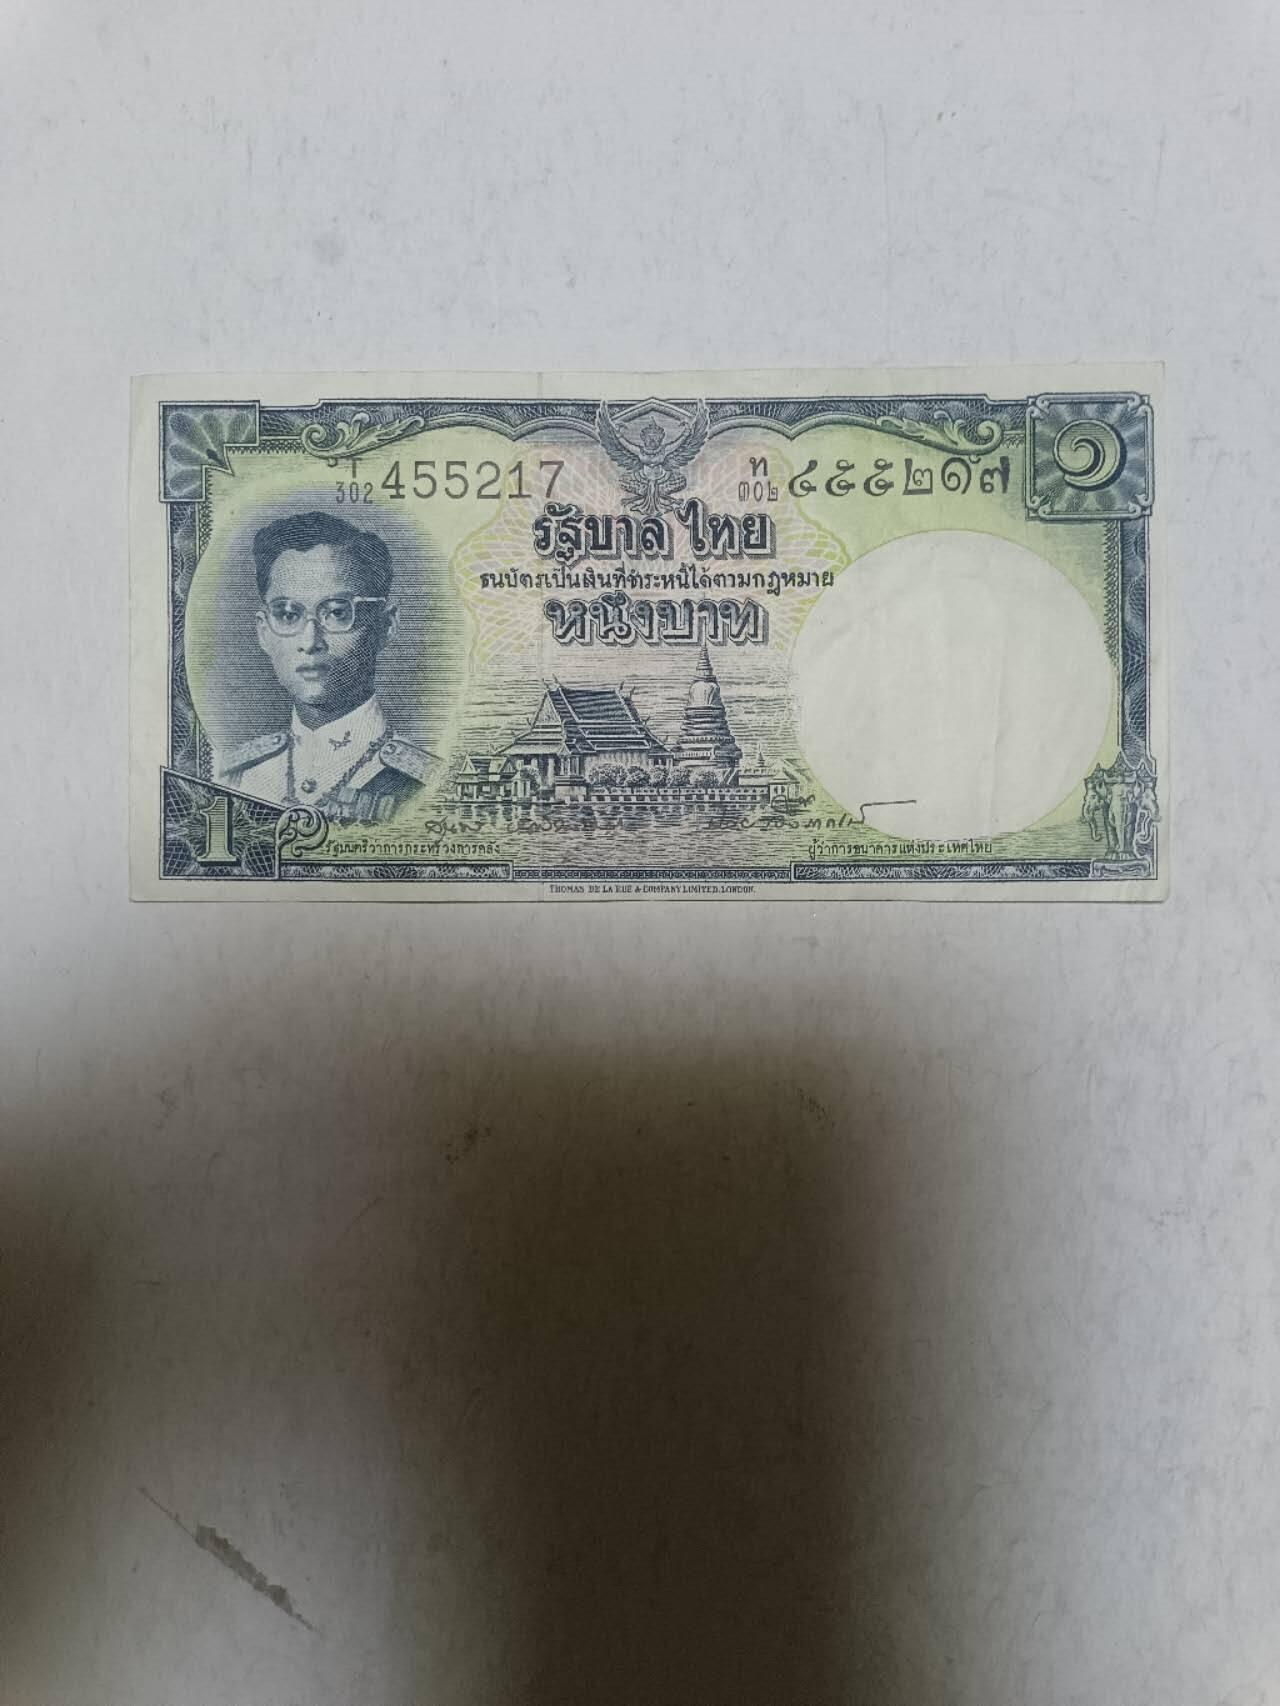 T
302 455217
ท
๓๐๒ ๔๕๕๒๑๗
๑
รัฐบาลไทย
ธนบัตรเป็นเงินที่ชำระหนี้ได้ตามกฎหมาย
หนึ่งบาท
1
รัฐมนตรีว่าการกระทรวงการคลัง
ผู้ว่าการธนาคารแห่งประเทศไทย
THOMAS DE LA RUE & COMPANY LIMITED, LONDON.